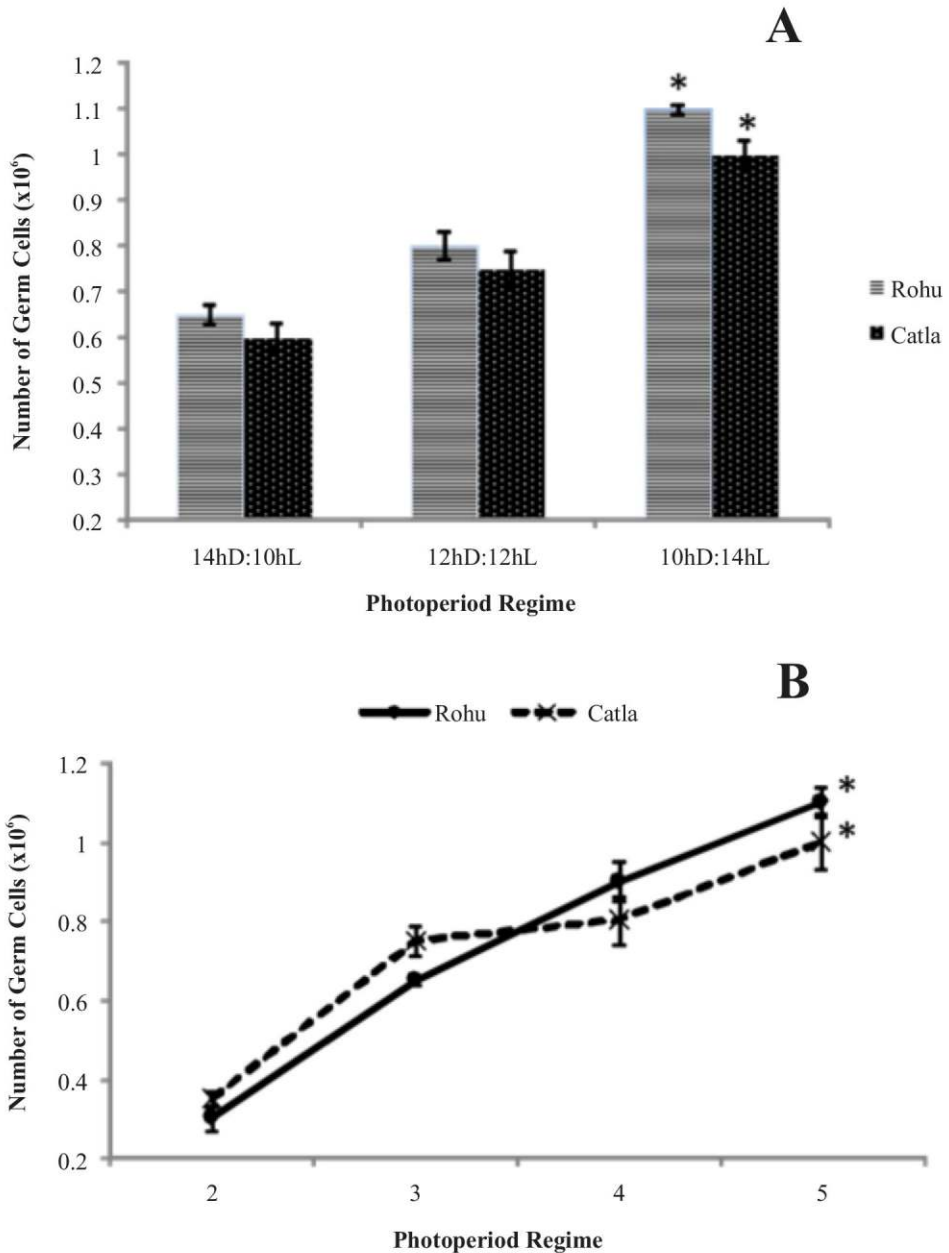 A
1.2
1.1
1
0.9
0.8
0.7
0.6
0.5
0.4
0.3
0.2
Number of Germ Cells (x10⁶)
* *
Rohu
Catla
14hD:10hL 12hD:12hL 10hD:14hL
Photoperiod Regime
B
Rohu Catla
1.2
1
0.8
0.6
0.4
0.2
Number of Germ Cells (x10⁶)
*
*
2 3 4 5
Photoperiod Regime